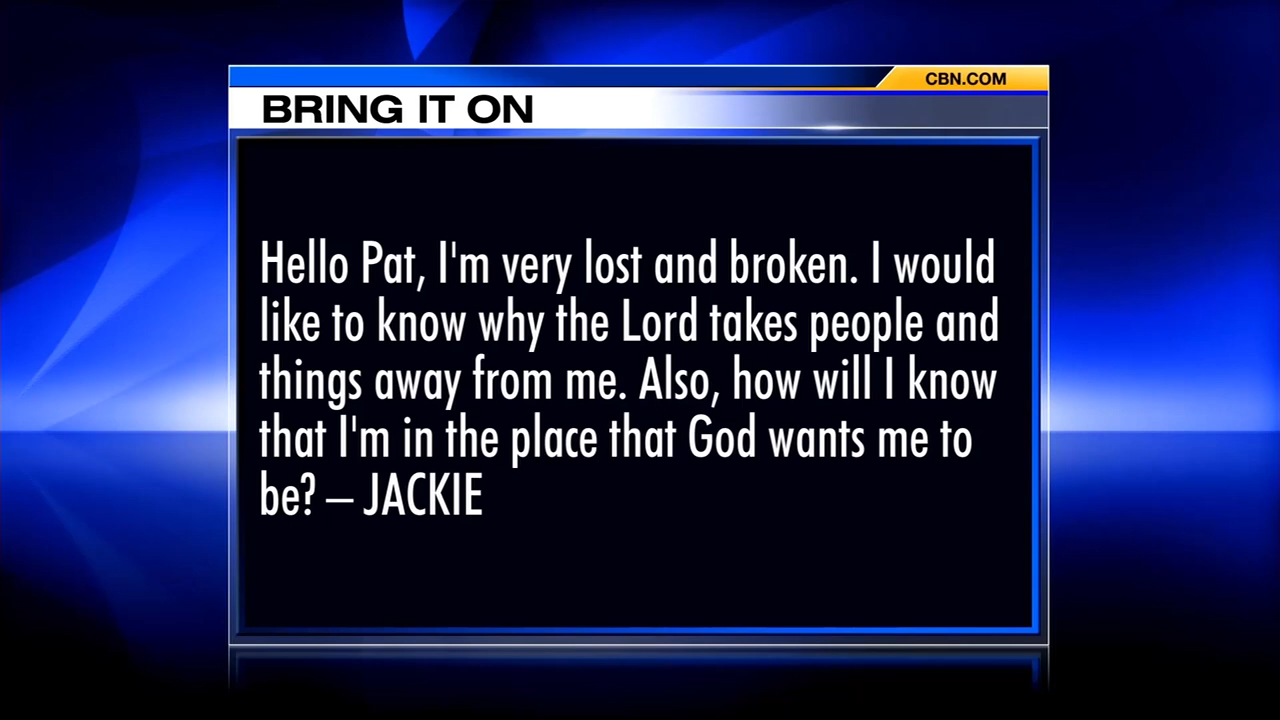 CBN.COM
BRING IT ON
Hello Pat, I'm very lost and broken. I would
like to know why the Lord takes people and
things away from me. Also, how will I know
that I'm in the place that God wants me to
be? – JACKIE